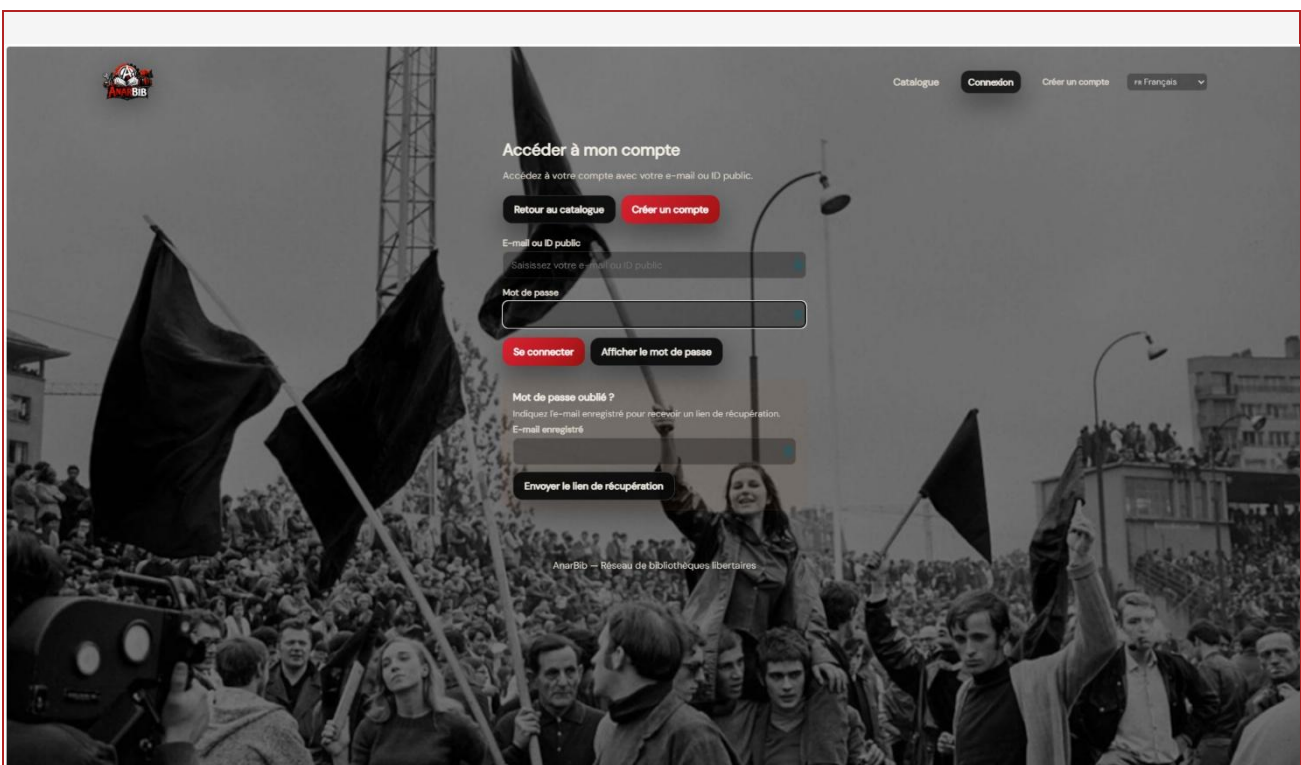 ANARBIB
Catalogue
Connexion
Créer un compte
FR Français
Accéder à mon compte
Accédez à votre compte avec votre e-mail ou ID public.
Retour au catalogue
Créer un compte
E-mail ou ID public
Saisissez votre e-mail ou ID public
Mot de passe
Se connecter
Afficher le mot de passe
Mot de passe oublié ?
Indiquez l'e-mail enregistré pour recevoir un lien de récupération.
E-mail enregistré
Envoyer le lien de récupération
AnarBib — Réseau de bibliothèques libertaires